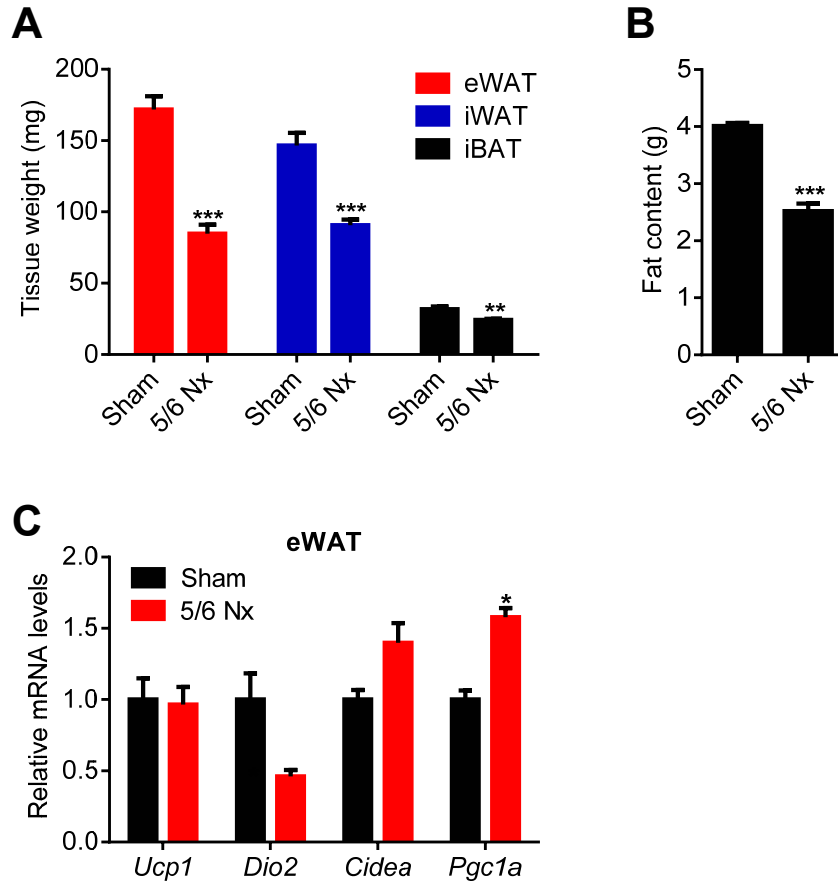 A
Tissue weight (mg)
200
150
100
50
0
***
***
**
eWAT
iWAT
iBAT
Sham
5/6 Nx
Sham
5/6 Nx
Sham
5/6 Nx
B
Fat content (g)
5
4
3
2
1
0
***
Sham
5/6 Nx
C
eWAT
Relative mRNA levels
2.0
1.5
1.0
0.5
0.0
Sham
5/6 Nx
*
Ucp1
Dio2
Cidea
Pgc1a